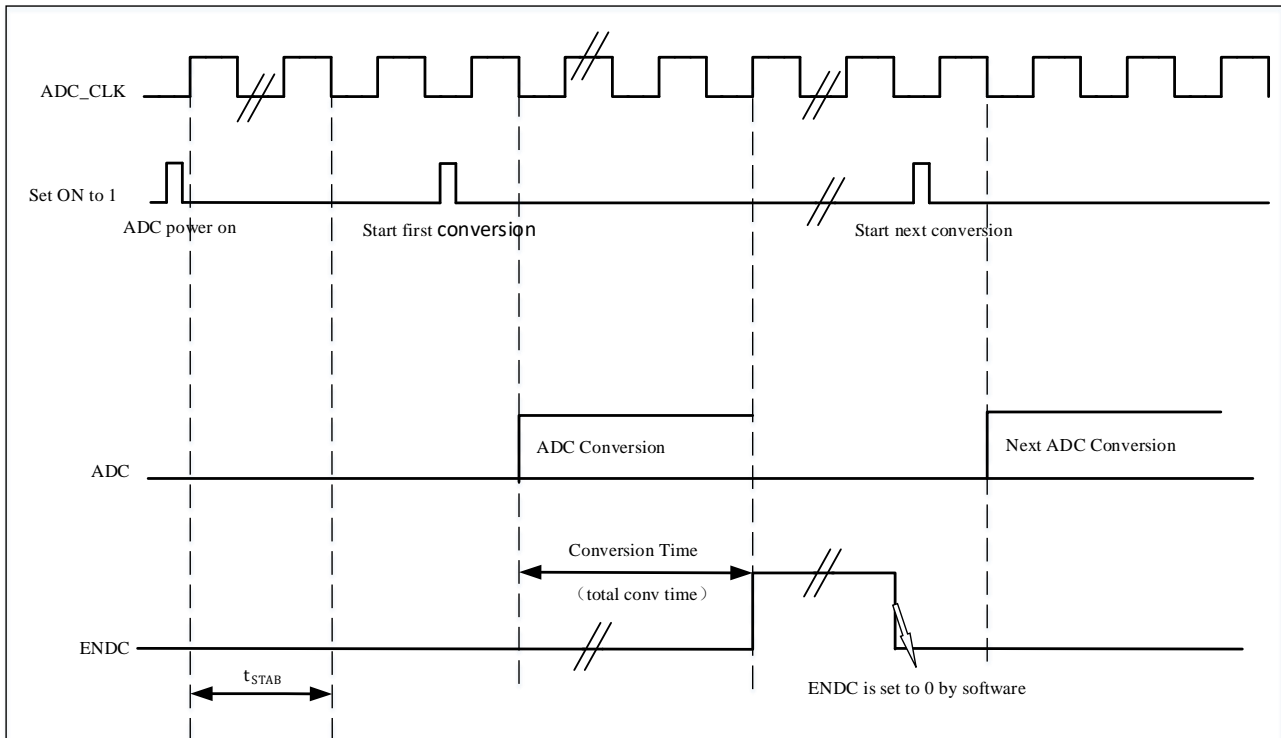 ADC_CLK
Set ON to 1
ADC power on
Start first conversion
Start next conversion
ADC
ADC Conversion
Next ADC Conversion
Conversion Time
（total conv time）
ENDC
tSTAB
ENDC is set to 0 by software